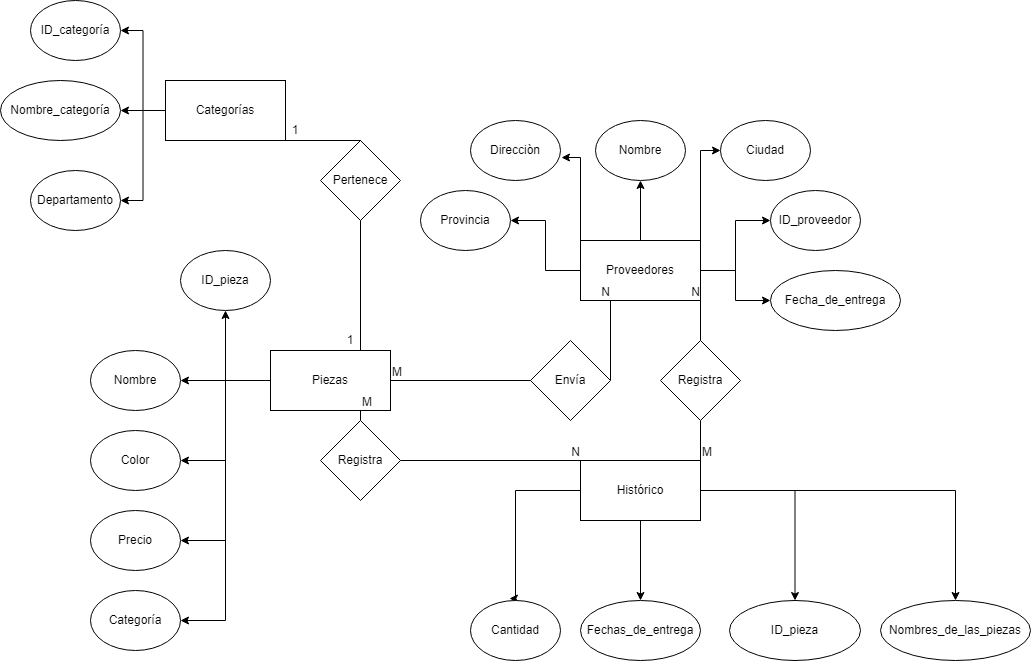 ID_categoría
Nombre_categoría
Departamento
Categorías
1
Pertenece
1
Direcciòn
Nombre
Ciudad
Provincia
ID_proveedor
Proveedores
Fecha_de_entrega
N
N
ID_pieza
Nombre
Piezas
M
M
Envía
Registra
Color
Registra
N
M
Histórico
Precio
Categoría
Cantidad
Fechas_de_entrega
ID_pieza
Nombres_de_las_piezas